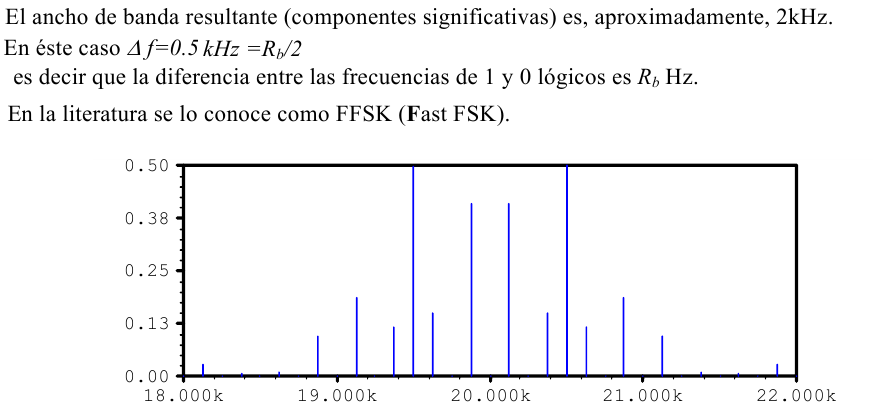 El ancho de banda resultante (componentes significativas) es, aproximadamente, 2kHz.
En éste caso Δf=0.5 kHz =R_b/2
es decir que la diferencia entre las frecuencias de 1 y 0 lógicos es R_b Hz.
En la literatura se lo conoce como FFSK (Fast FSK).
0.50
0.38
0.25
0.13
0.00
18.000k 19.000k 20.000k 21.000k 22.000k